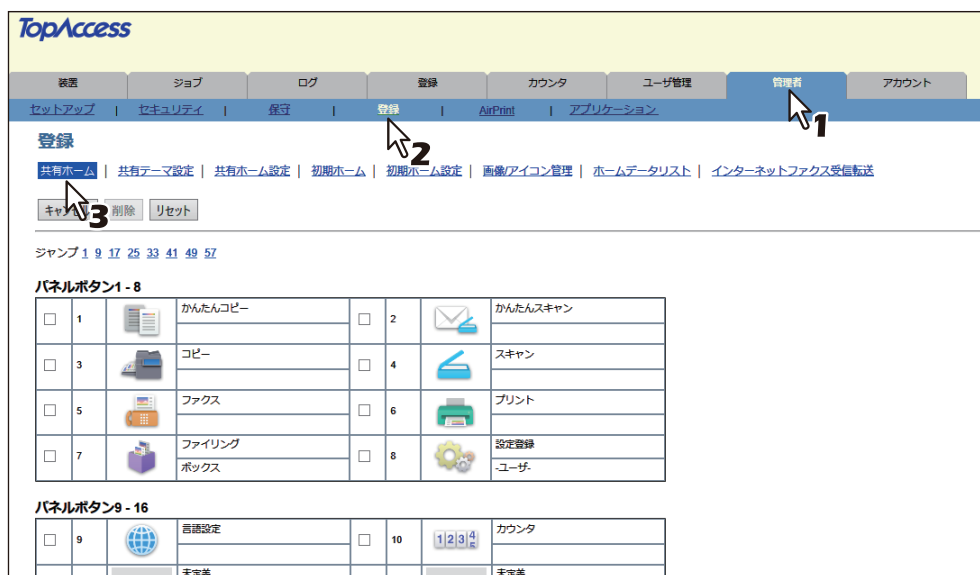 TopAccess
装置 ジョブ ログ 登録 カウンタ ユーザ管理 管理者 アカウント
セットアップ | セキュリティ | 保守 | 登録 | AirPrint | アプリケーション
1
2
登録
共有ホーム | 共有テーマ設定 | 共有ホーム設定 | 初期ホーム | 初期ホーム設定 | 画像/アイコン管理 | ホームデータリスト | インターネットファクス受信転送
3
削除 リセット
ジャンプ 1 9 17 25 33 41 49 57
パネルボタン1 - 8
1 かんたんコピー 2 かんたんスキャン
3 コピー 4 スキャン
5 ファクス 6 プリント
7 ファイリング 8 設定登録
ボックス -ユーザ-
パネルボタン9 - 16
9 言語設定 10 1234 カウンタ
未定義 未定義